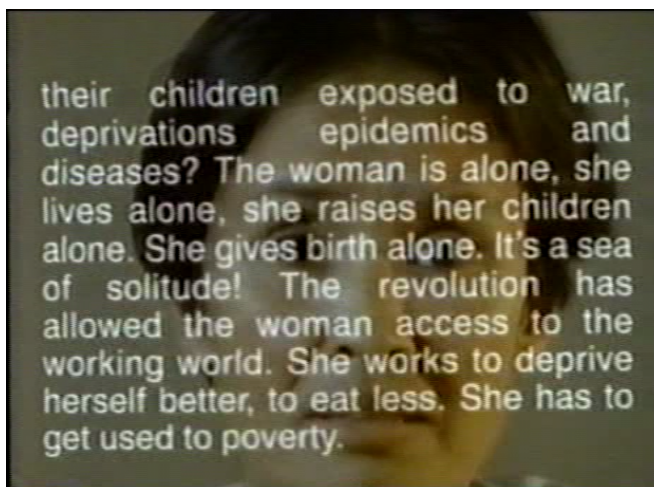 their children exposed to war,
deprivations epidemics and
diseases? The woman is alone, she
lives alone, she raises her children
alone. She gives birth alone. It's a sea
of solitude! The revolution has
allowed the woman access to the
working world. She works to deprive
herself better, to eat less. She has to
get used to poverty.